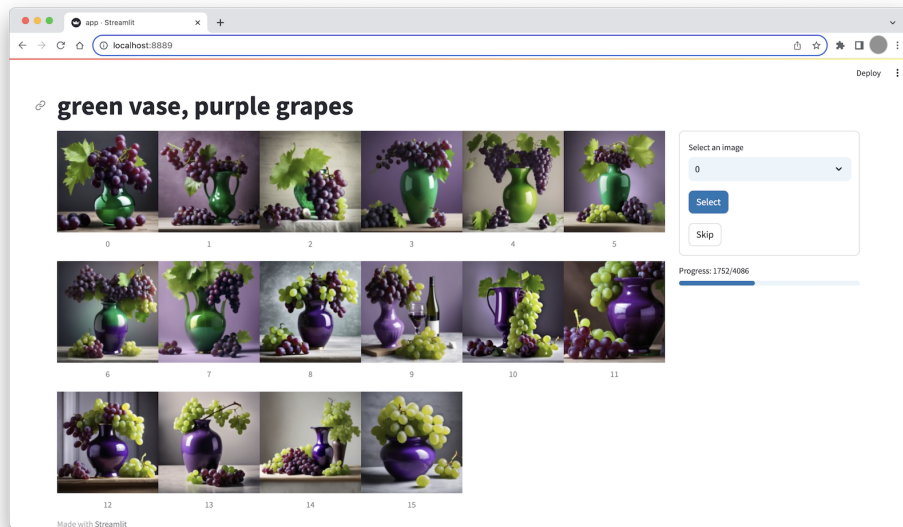 app · Streamlit
localhost:8889
Deploy
green vase, purple grapes
0 1 2 3 4 5
6 7 8 9 10 11
12 13 14 15
Select an image
0
Select
Skip
Progress: 1752/4086
Made with Streamlit